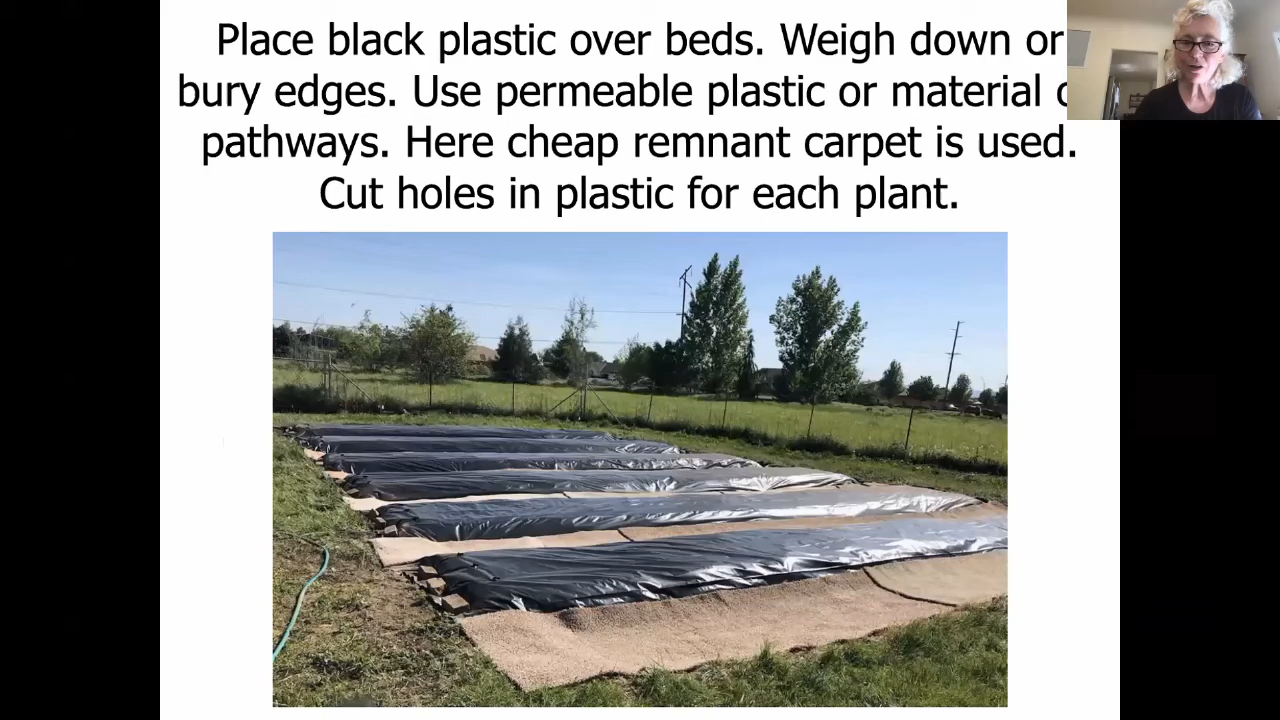 Place black plastic over beds. Weigh down or
bury edges. Use permeable plastic or material
pathways. Here cheap remnant carpet is used.
Cut holes in plastic for each plant.